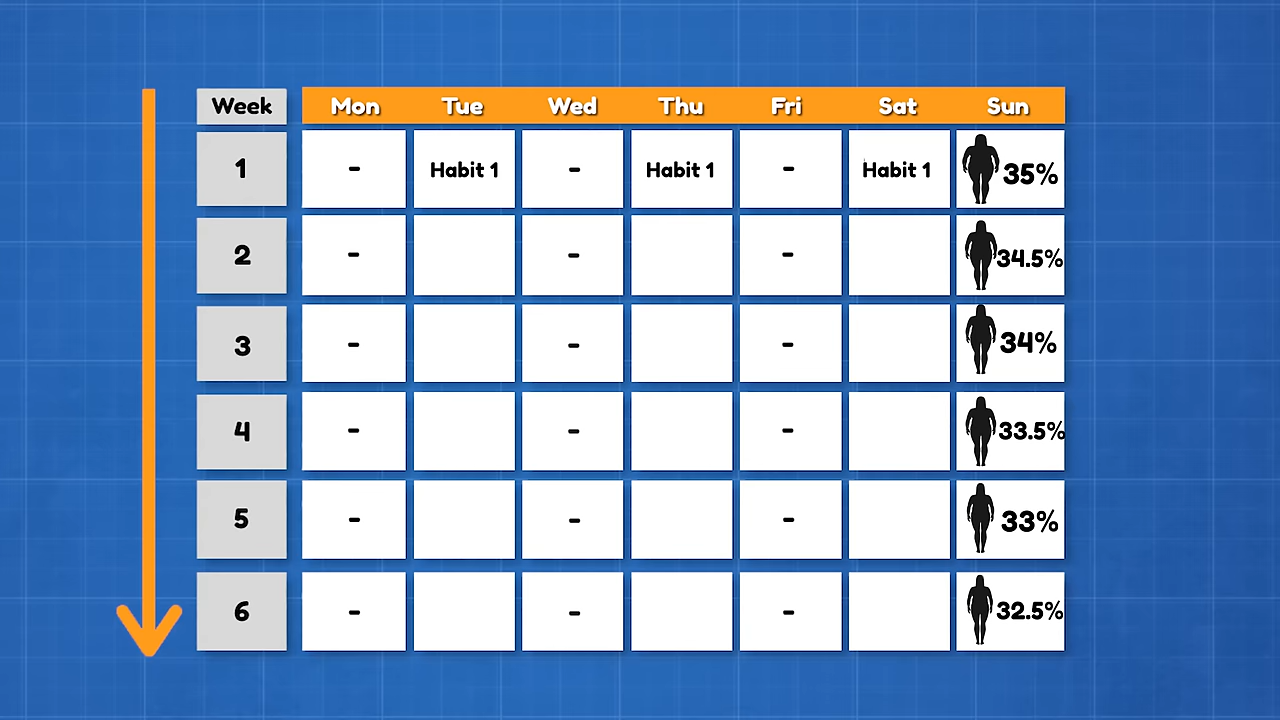 Week Mon Tue Wed Thu Fri Sat Sun
1 - Habit 1 - Habit 1 - Habit 1 35%
2 - - - 34.5%
3 - - - 34%
4 - - - 33.5%
5 - - - 33%
6 - - - 32.5%